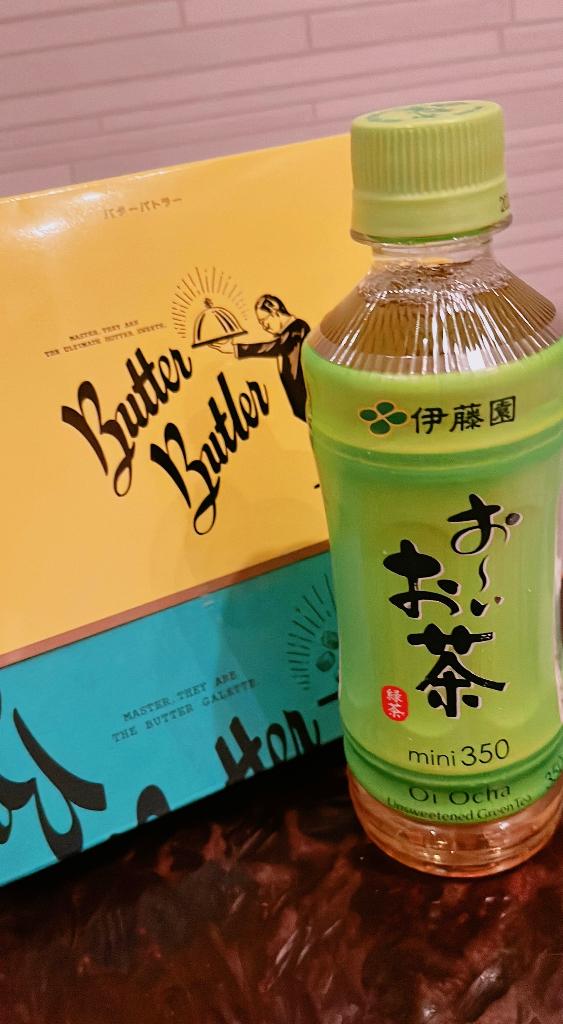 バターバトラー
MASTER, THEY ARE
THE ULTIMATE BUTTER SWEETS.
Butter
Butler
MASTER, THEY ARE
THE BUTTER GALETTE
伊藤園
お〜い
お茶
緑茶
mini 350
Oi Ocha
Unsweetened Green Tea